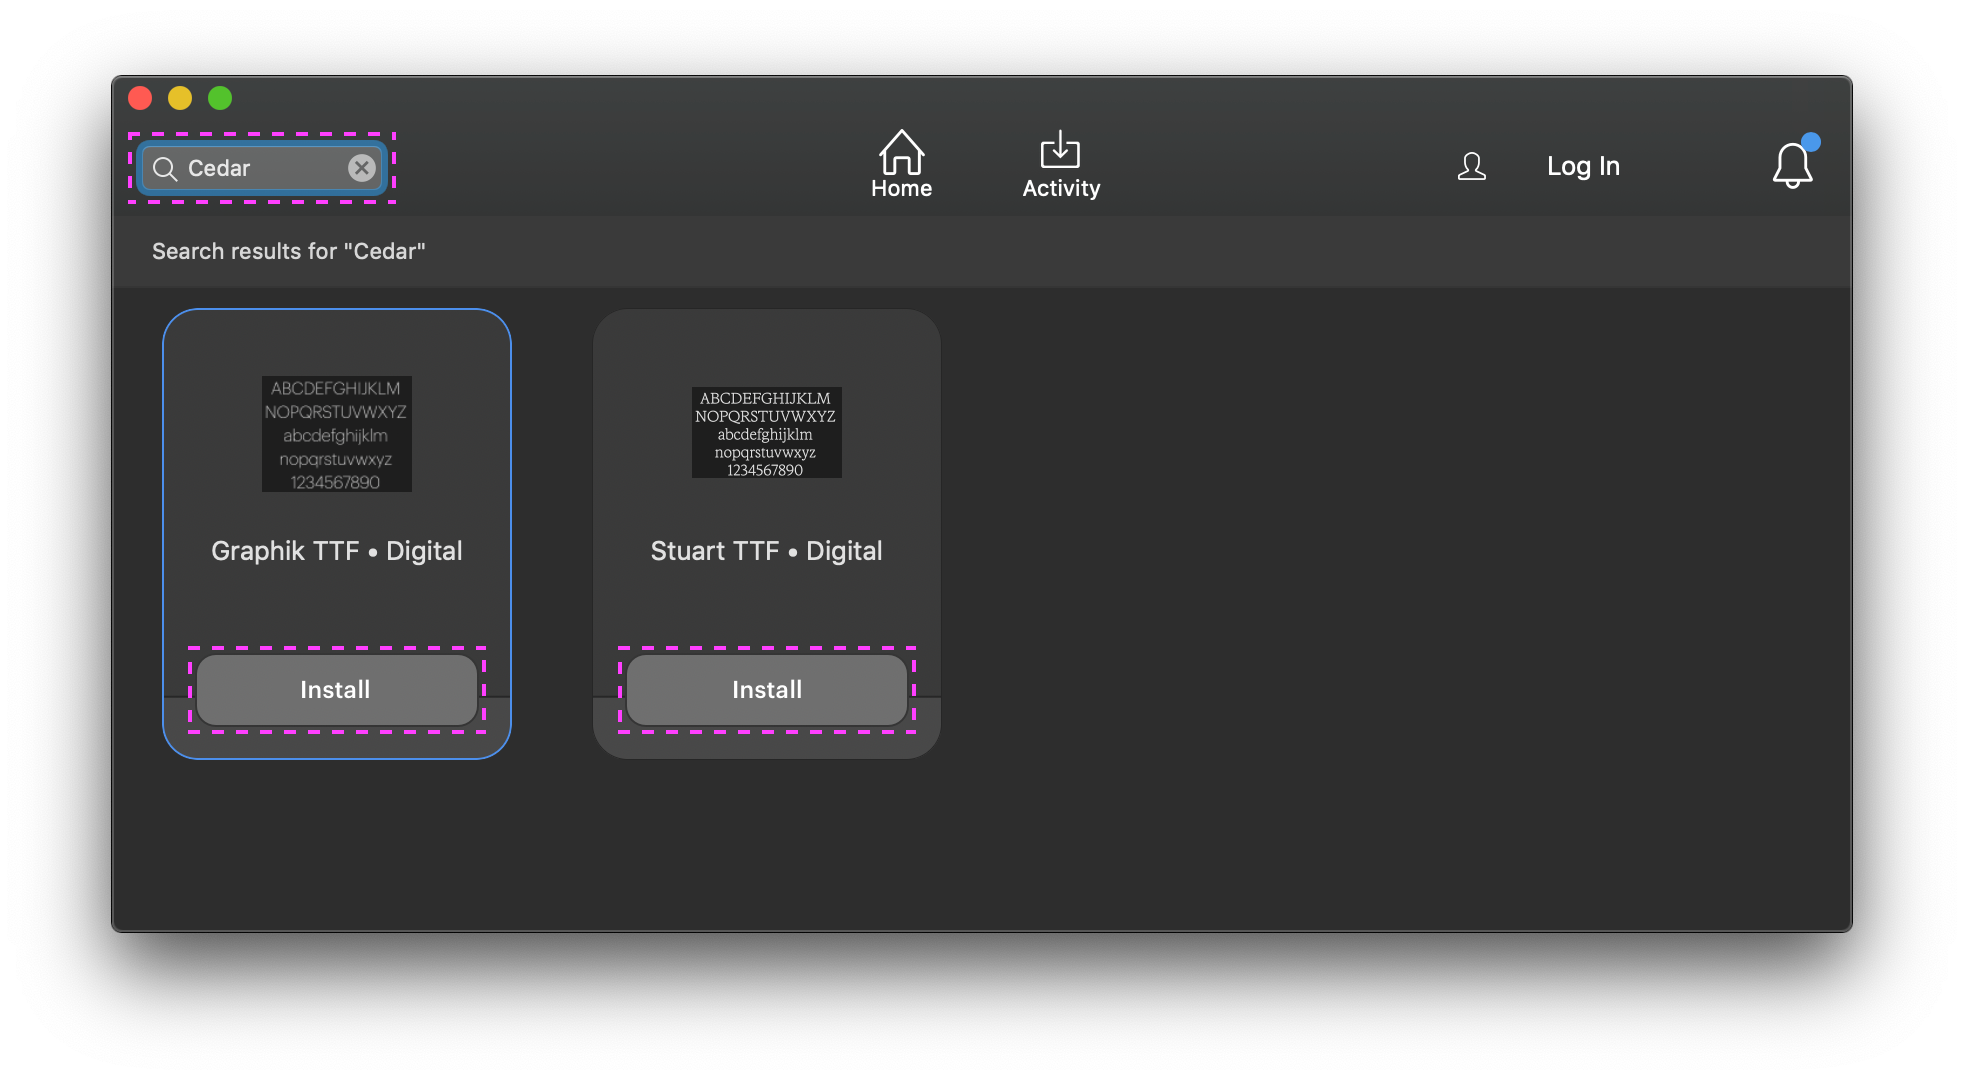 Cedar
Home
Activity
Log In
Search results for "Cedar"
ABCDEFGHIJKLM
NOPQRSTUVWXYZ
abcdefghijklm
nopqrstuvwxyz
1234567890
Graphik TTF • Digital
Install
ABCDEFGHIJKLM
NOPQRSTUVWXYZ
abcdefghijklm
nopqrstuvwxyz
1234567890
Stuart TTF • Digital
Install